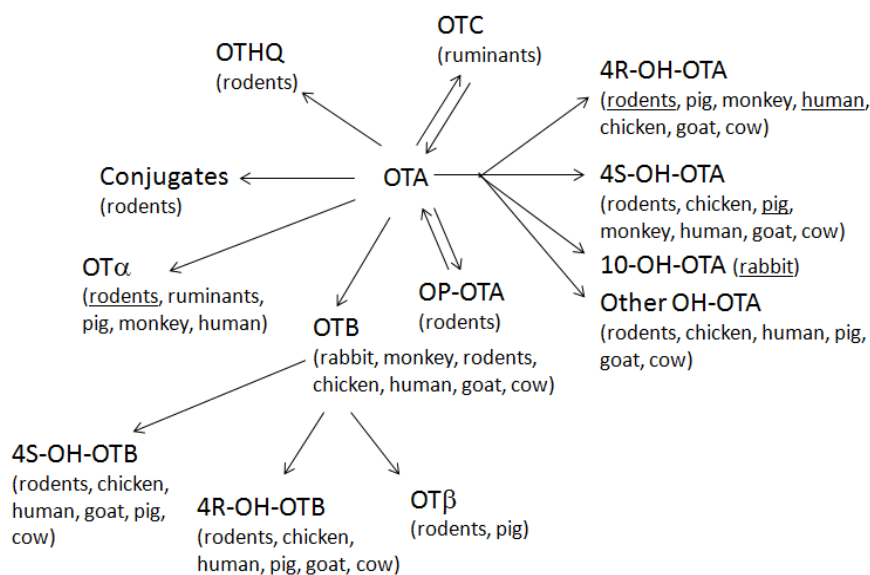 OTC
(ruminants)
OTHQ
(rodents)
4R-OH-OTA
(rodents, pig, monkey, human,
chicken, goat, cow)
Conjugates
(rodents)
OTA
4S-OH-OTA
(rodents, chicken, pig,
monkey, human, goat, cow)
10-OH-OTA (rabbit)
OTα
(rodents, ruminants,
pig, monkey, human)
OP-OTA
(rodents)
Other OH-OTA
(rodents, chicken, human, pig,
goat, cow)
OTB
(rabbit, monkey, rodents,
chicken, human, goat, cow)
4S-OH-OTB
(rodents, chicken,
human, goat, pig,
cow)
4R-OH-OTB
(rodents, chicken,
human, pig, goat, cow)
OTβ
(rodents, pig)